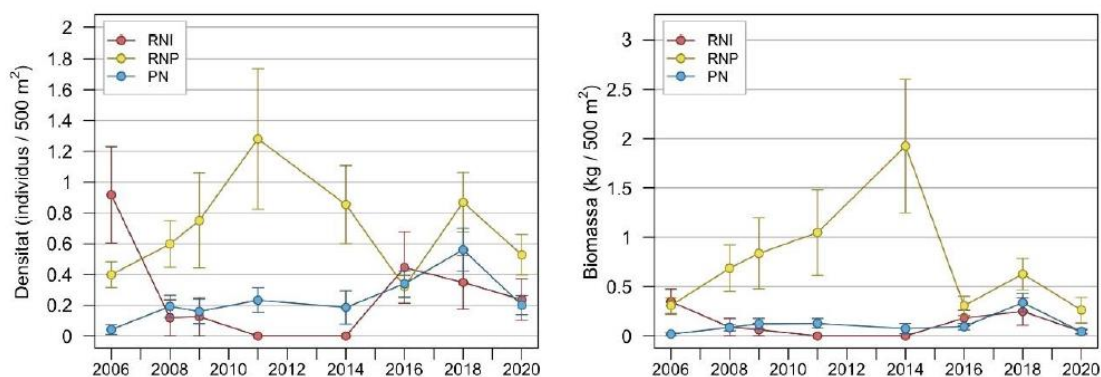 Densitat (individus / 500 m²)
2
1.8
1.6
1.4
1.2
1
0.8
0.6
0.4
0.2
0
RNI
RNP
PN
2006 2008 2010 2012 2014 2016 2018 2020
Biomassa (kg / 500 m²)
3
2.5
2
1.5
1
0.5
0
RNI
RNP
PN
2006 2008 2010 2012 2014 2016 2018 2020